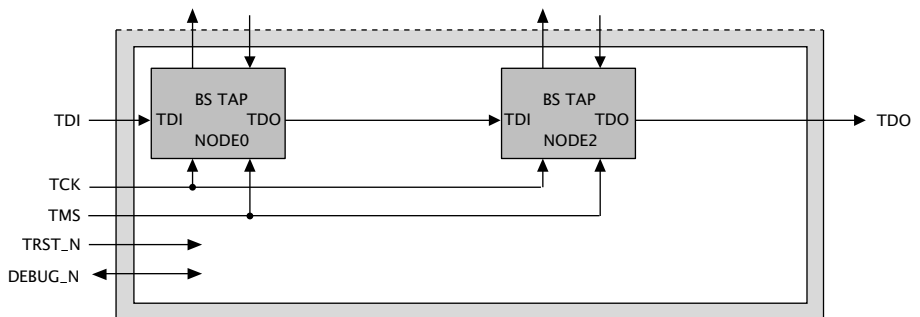 BS TAP
BS TAP
TDI
TDI
TDO
TDI
TDO
TDO
NODE0
NODE2
TCK
TMS
TRST_N
DEBUG_N